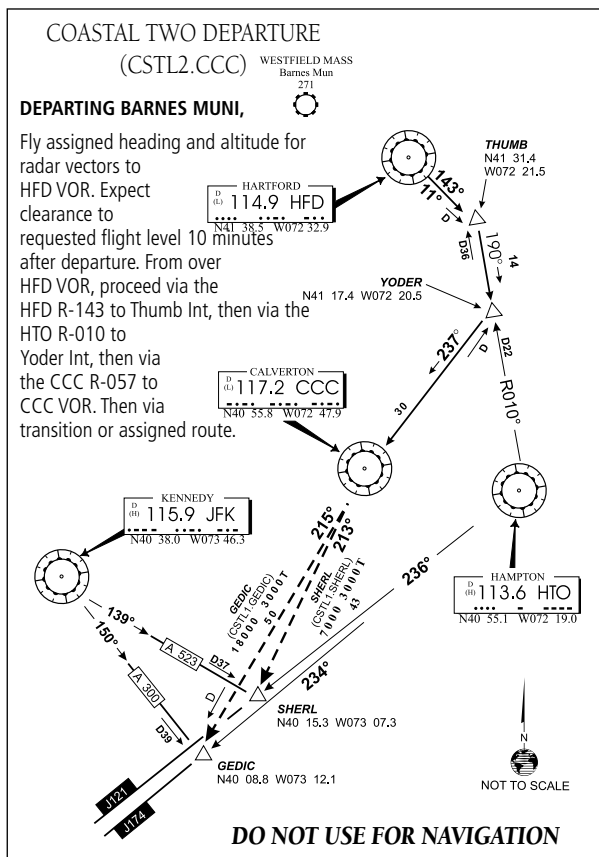 COASTAL TWO DEPARTURE
(CSTL2.CCC)
WESTFIELD MASS
Barnes Mun
271
DEPARTING BARNES MUNI,
Fly assigned heading and altitude for
radar vectors to
HFD VOR. Expect
clearance to
requested flight level 10 minutes
after departure. From over
HFD VOR, proceed via the
HFD R-143 to Thumb Int, then via the
HTO R-010 to
Yoder Int, then via
the CCC R-057 to
CCC VOR. Then via
transition or assigned route.
THUMB
N41 31.4
W072 21.5
HARTFORD
D
(L)
114.9 HFD
N41 38.5 W072 32.9
143°
11°
D
D36
190°
14
YODER
N41 17.4 W072 20.5
237°
D
D22
30
R010°
CALVERTON
D
(L)
117.2 CCC
N40 55.8 W072 47.9
KENNEDY
D
(H)
115.9 JFK
N40 38.0 W073 46.3
215°
213°
GEDIC
(CSTL1.GEDIC)
18000 3000T
50
SHERL
(CSTL1.SHERL)
7000 3000T
43
236°
HAMPTON
D
(H)
113.6 HTO
N40 55.1 W072 19.0
139°
150°
A 523
D37
A 300
D39
D
234°
SHERL
N40 15.3 W073 07.3
GEDIC
N40 08.8 W073 12.1
J121
J174
N
NOT TO SCALE
DO NOT USE FOR NAVIGATION